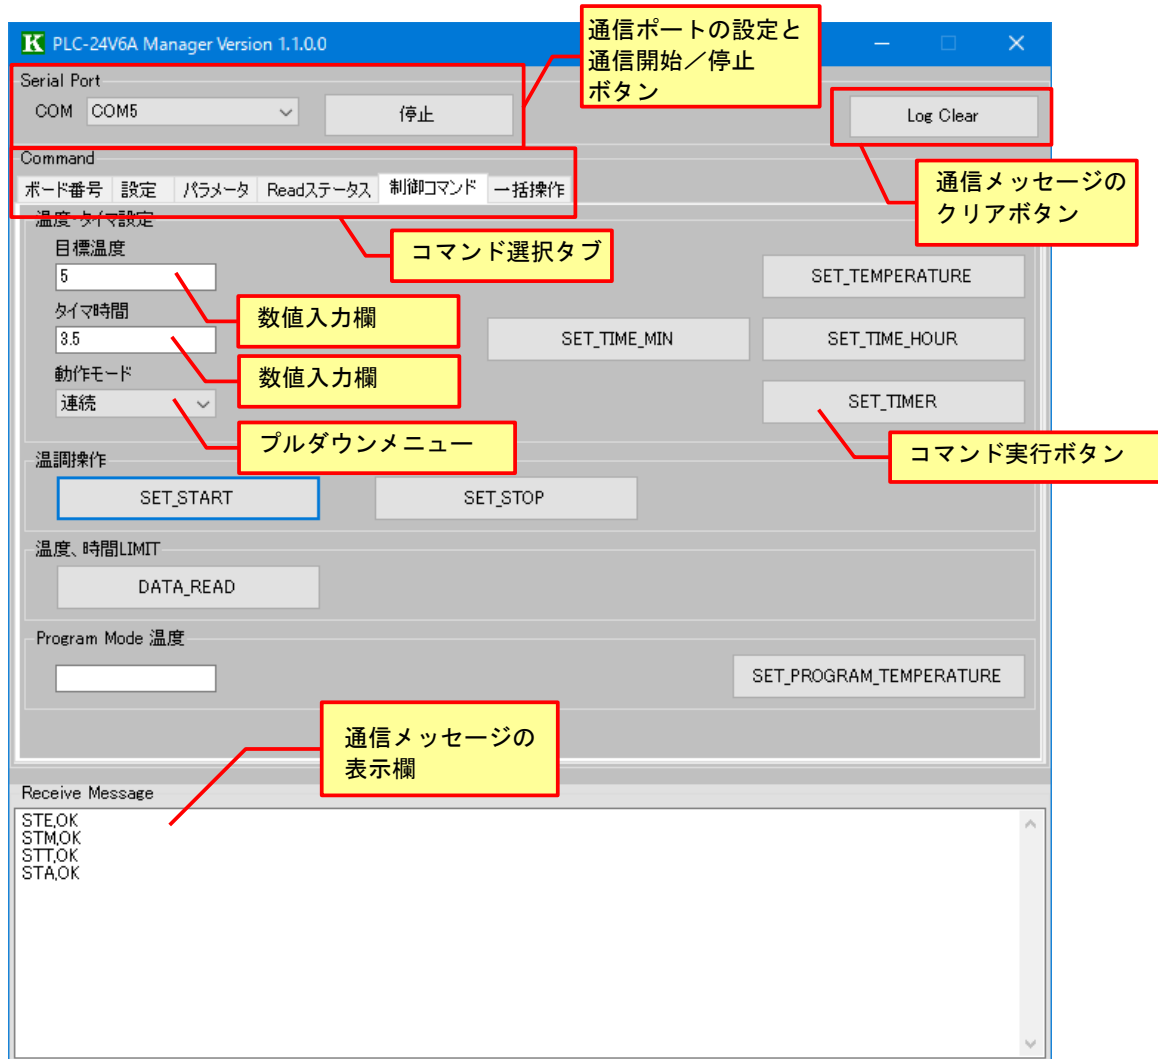 PLC-24V6A Manager Version 1.1.0.0
通信ポートの設定と
通信開始／停止
ボタン
Serial Port
COM COM5 停止
Log Clear
Command
ボード番号 設定 パラメータ Readステータス 制御コマンド 一括操作
通信メッセージの
クリアボタン
温度・タイマ設定
コマンド選択タブ
目標温度
5
SET_TEMPERATURE
数値入力欄
タイマ時間
3.5
SET_TIME_MIN SET_TIME_HOUR
数値入力欄
動作モード
連続
SET_TIMER
プルダウンメニュー
コマンド実行ボタン
温調操作
SET_START SET_STOP
温度、時間LIMIT
DATA_READ
Program Mode 温度
SET_PROGRAM_TEMPERATURE
通信メッセージの
表示欄
Receive Message
STE,OK
STM,OK
STT,OK
STA,OK